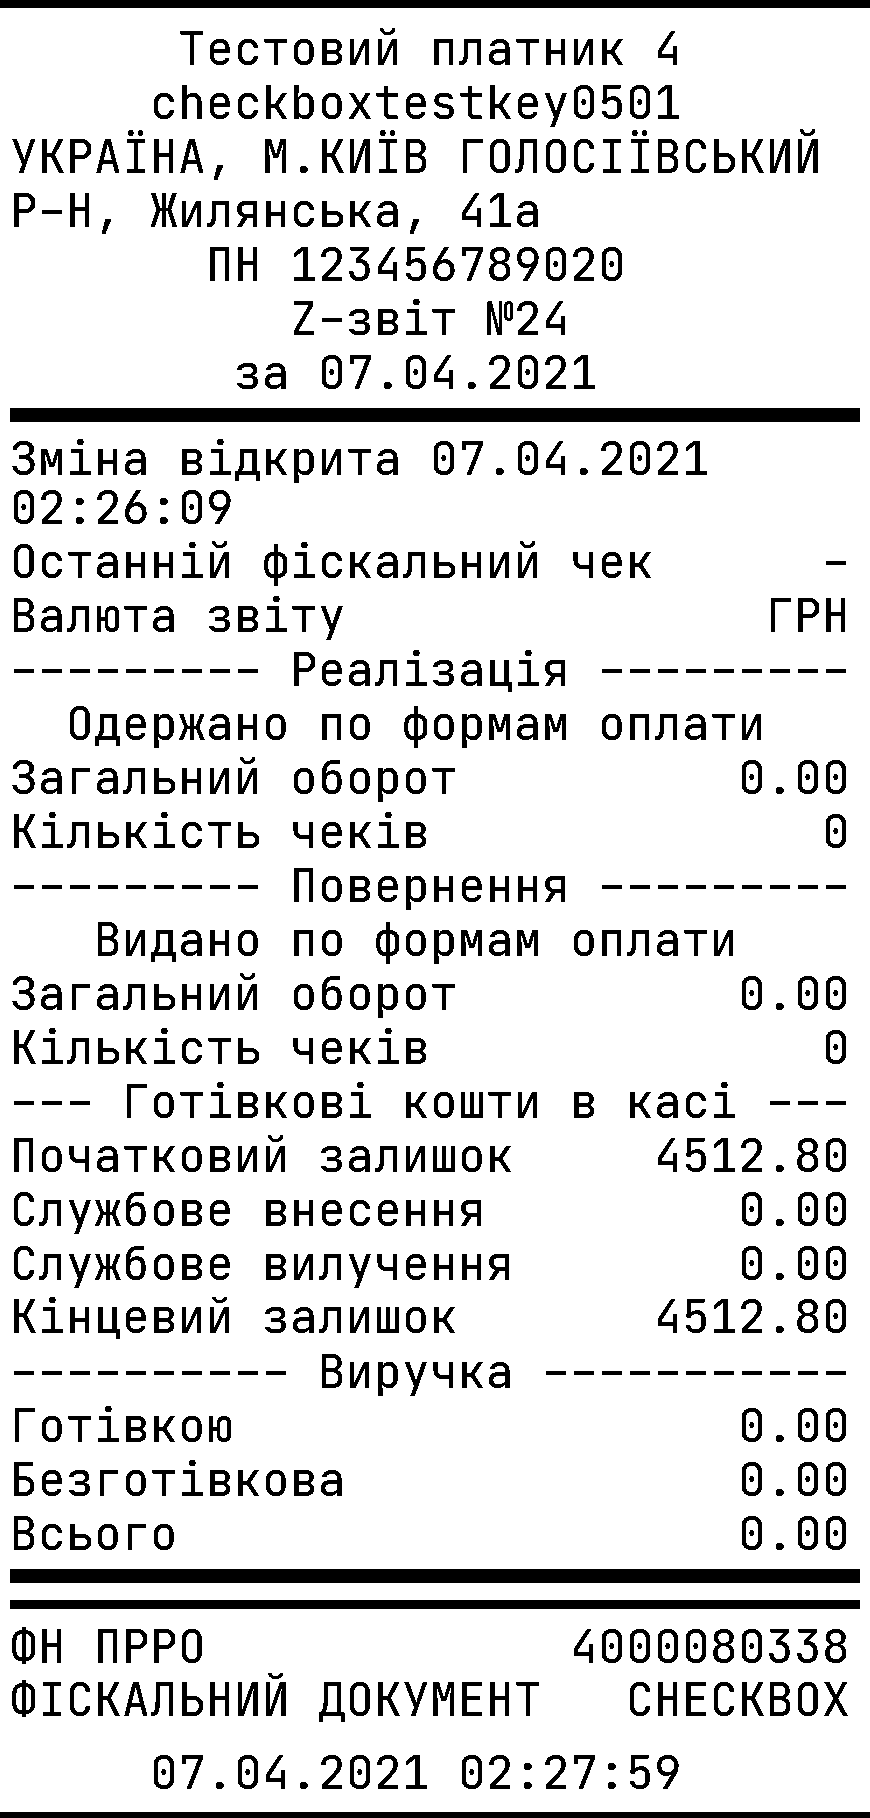 Тестовий платник 4
checkboxtestkey0501
УКРАЇНА, М.КИЇВ ГОЛОСІЇВСЬКИЙ
Р-Н, Жилянська, 41а
ПН 123456789020
Z-звіт №24
за 07.04.2021
Зміна відкрита 07.04.2021
02:26:09
Останній фіскальний чек -
Валюта звіту ГРН
--------- Реалізація ---------
Одержано по формам оплати
Загальний оборот 0.00
Кількість чеків 0
--------- Повернення ---------
Видано по формам оплати
Загальний оборот 0.00
Кількість чеків 0
--- Готівкові кошти в касі ---
Початковий залишок 4512.80
Службове внесення 0.00
Службове вилучення 0.00
Кінцевий залишок 4512.80
---------- Виручка -----------
Готівкою 0.00
Безготівкова 0.00
Всього 0.00
ФН ПРРО 4000080338
ФІСКАЛЬНИЙ ДОКУМЕНТ CHECKBOX
07.04.2021 02:27:59